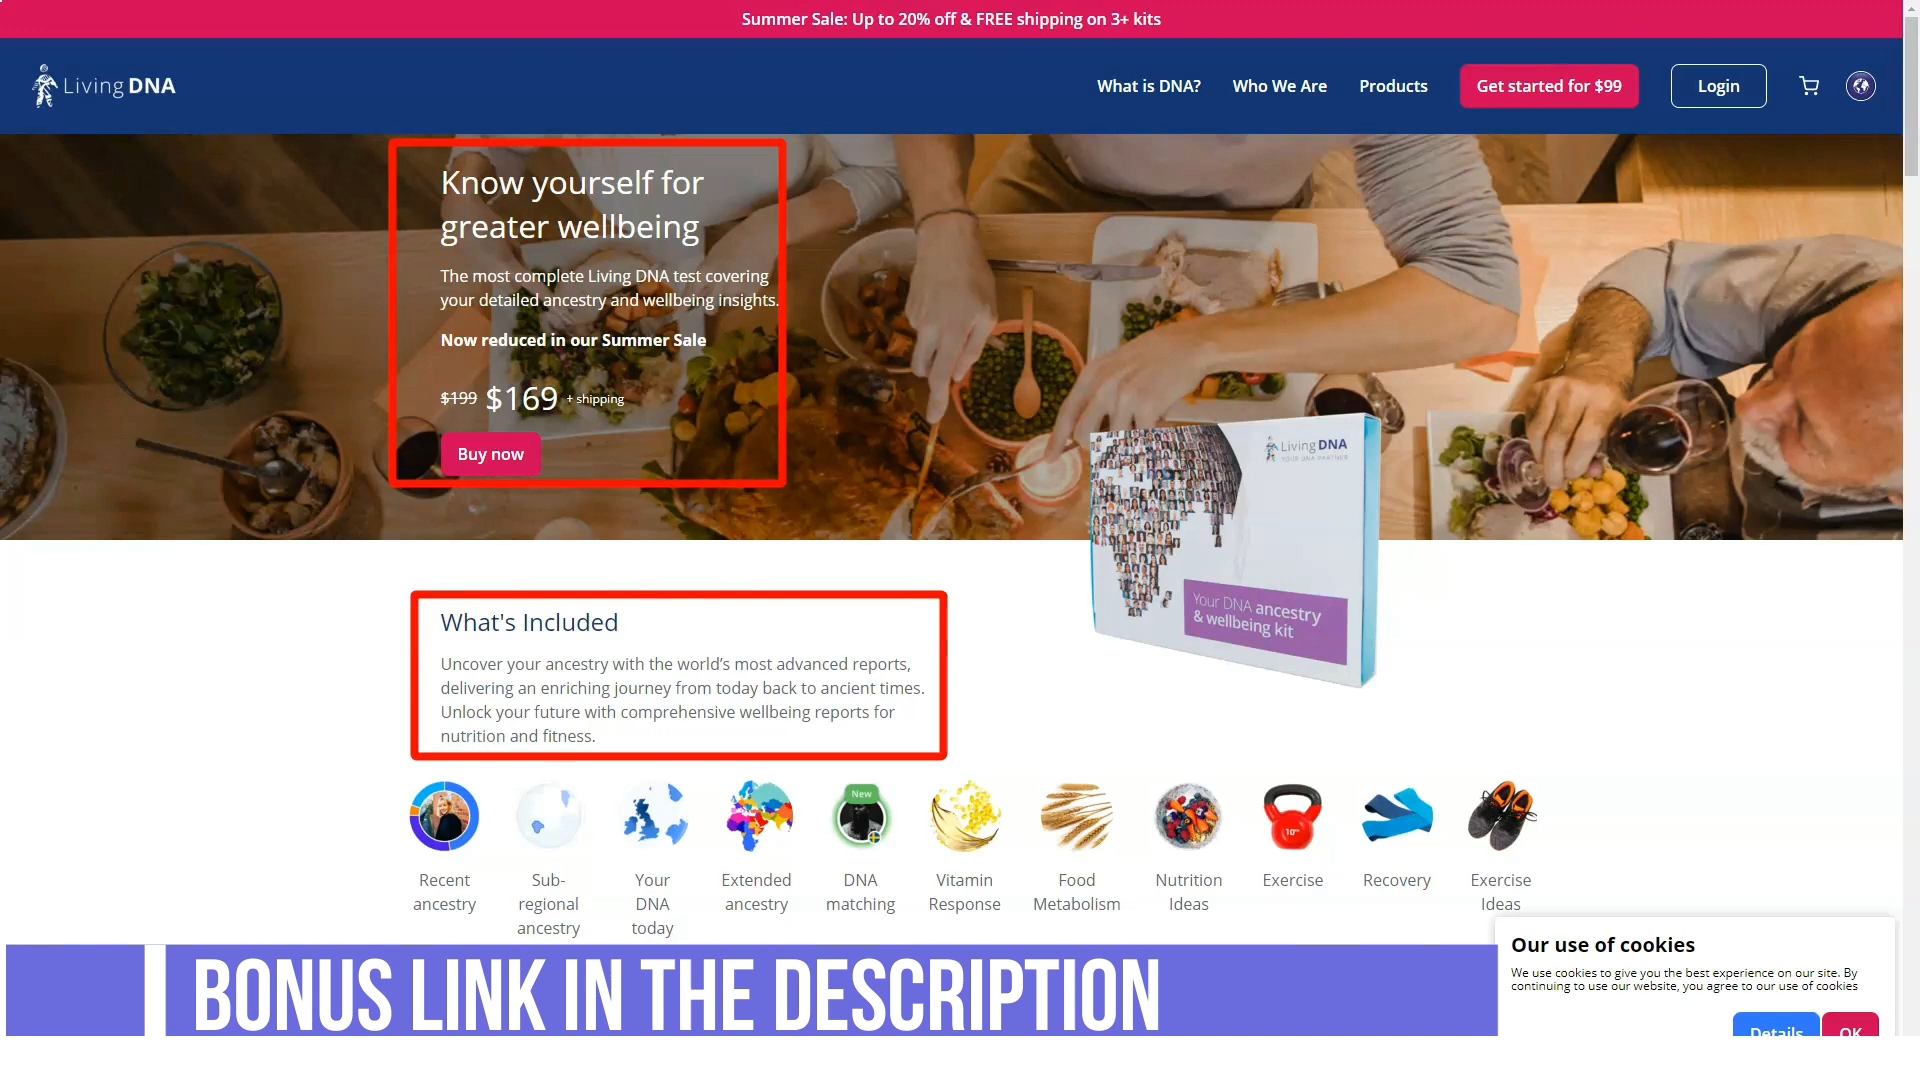 Summer Sale: Up to 20% off & FREE shipping on 3+ kits
Living DNA
What is DNA?
Who We Are
Products
Get started for $99
Login
Know yourself for
greater wellbeing
The most complete Living DNA test covering
your detailed ancestry and wellbeing insights.
Now reduced in our Summer Sale
$199 $169 + shipping
Buy now
Living DNA
YOUR DNA PARTNER
Your DNA ancestry
& wellbeing kit
What's Included
Uncover your ancestry with the world's most advanced reports,
delivering an enriching journey from today back to ancient times.
Unlock your future with comprehensive wellbeing reports for
nutrition and fitness.
New
Recent
ancestry
Sub-
regional
ancestry
Your
DNA
today
Extended
ancestry
DNA
matching
Vitamin
Response
Food
Metabolism
Nutrition
Ideas
Exercise
Recovery
Exercise
Ideas
BONUS LINK IN THE DESCRIPTION
Our use of cookies
We use cookies to give you the best experience on our site. By
continuing to use our website, you agree to our use of cookies
Details
OK